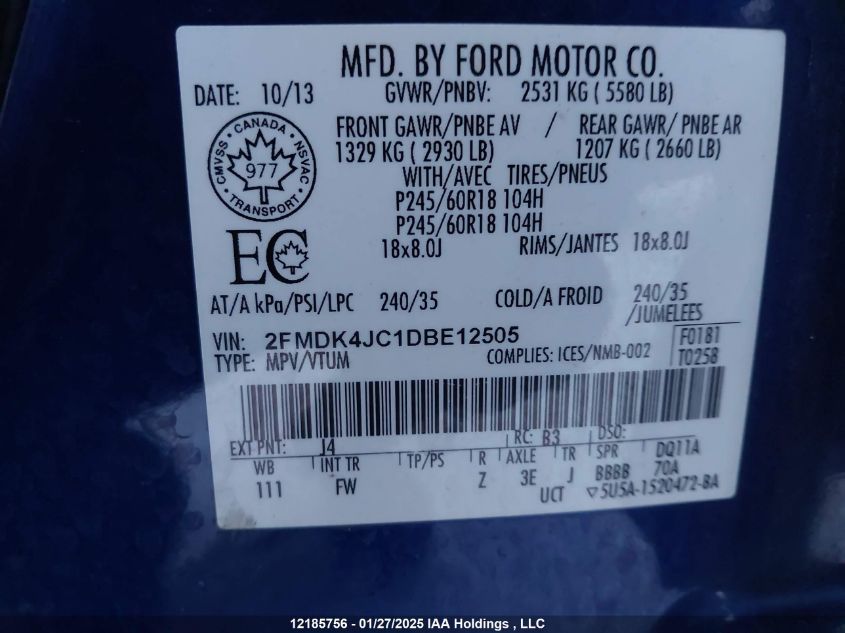 MFD. BY FORD MOTOR CO.
DATE: 10/13 GVWR/PNBV: 2531 KG ( 5580 LB)
FRONT GAWR/PNBE AV / REAR GAWR/ PNBE AR
1329 KG ( 2930 LB) 1207 KG ( 2660 LB)
CANADA
CMVSS NSVAC
977
TRANSPORT
WITH/AVEC TIRES/PNEUS
P245/60R18 104H
P245/60R18 104H
EC
18x8.0J RIMS/JANTES 18x8.0J
AT/A kPa/PSI/LPC 240/35 COLD/A FROID 240/35
/JUMELEES
VIN: 2FMDK4JC1DBE12505 F0181
TYPE: MPV/VTUM COMPLIES: ICES/NMB-002 T0258
EXT PNT: J4 RC: B3 DSO:
WB INT TR TP/PS R AXLE TR SPR DQ11A
111 FW Z 3E J BBBB 70A
UCT ▽5U5A-1520472-BA
12185756 - 01/27/2025 IAA Holdings , LLC